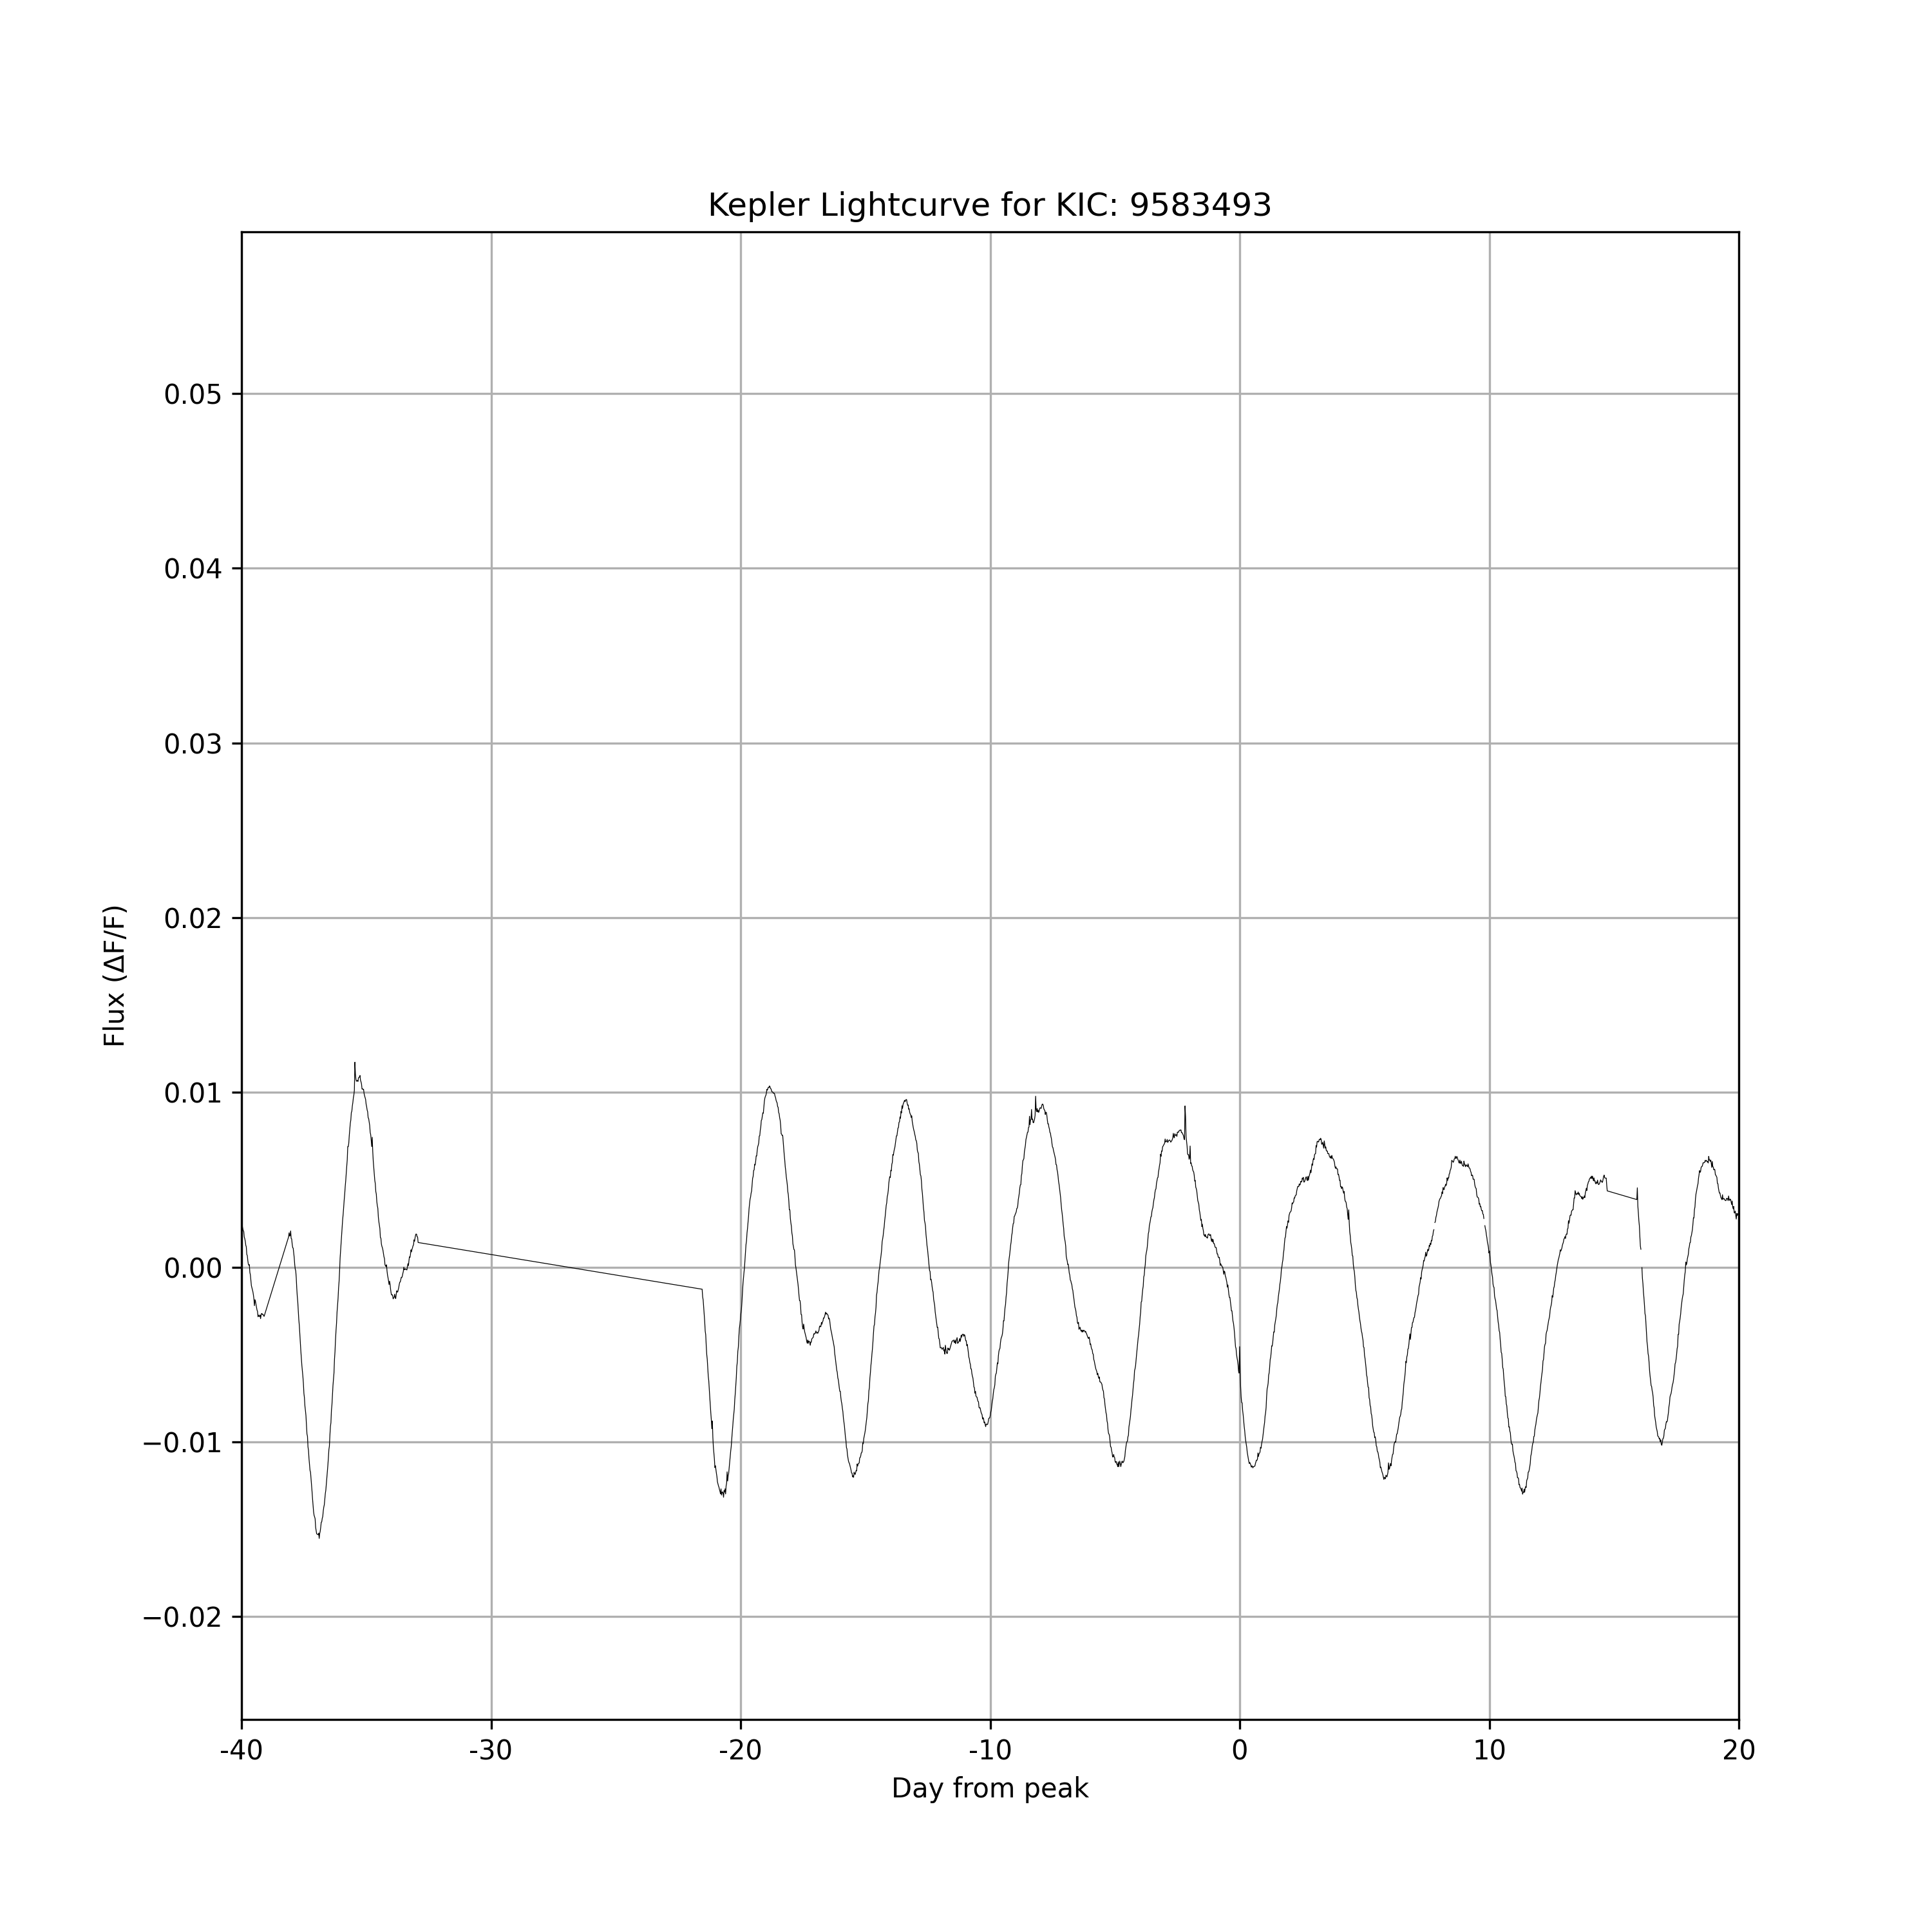 Kepler Lightcurve for KIC: 9583493
0.05
0.04
0.03
0.02
0.01
0.00
−0.01
−0.02
Flux (ΔF/F)
-40 -30 -20 -10 0 10 20
Day from peak